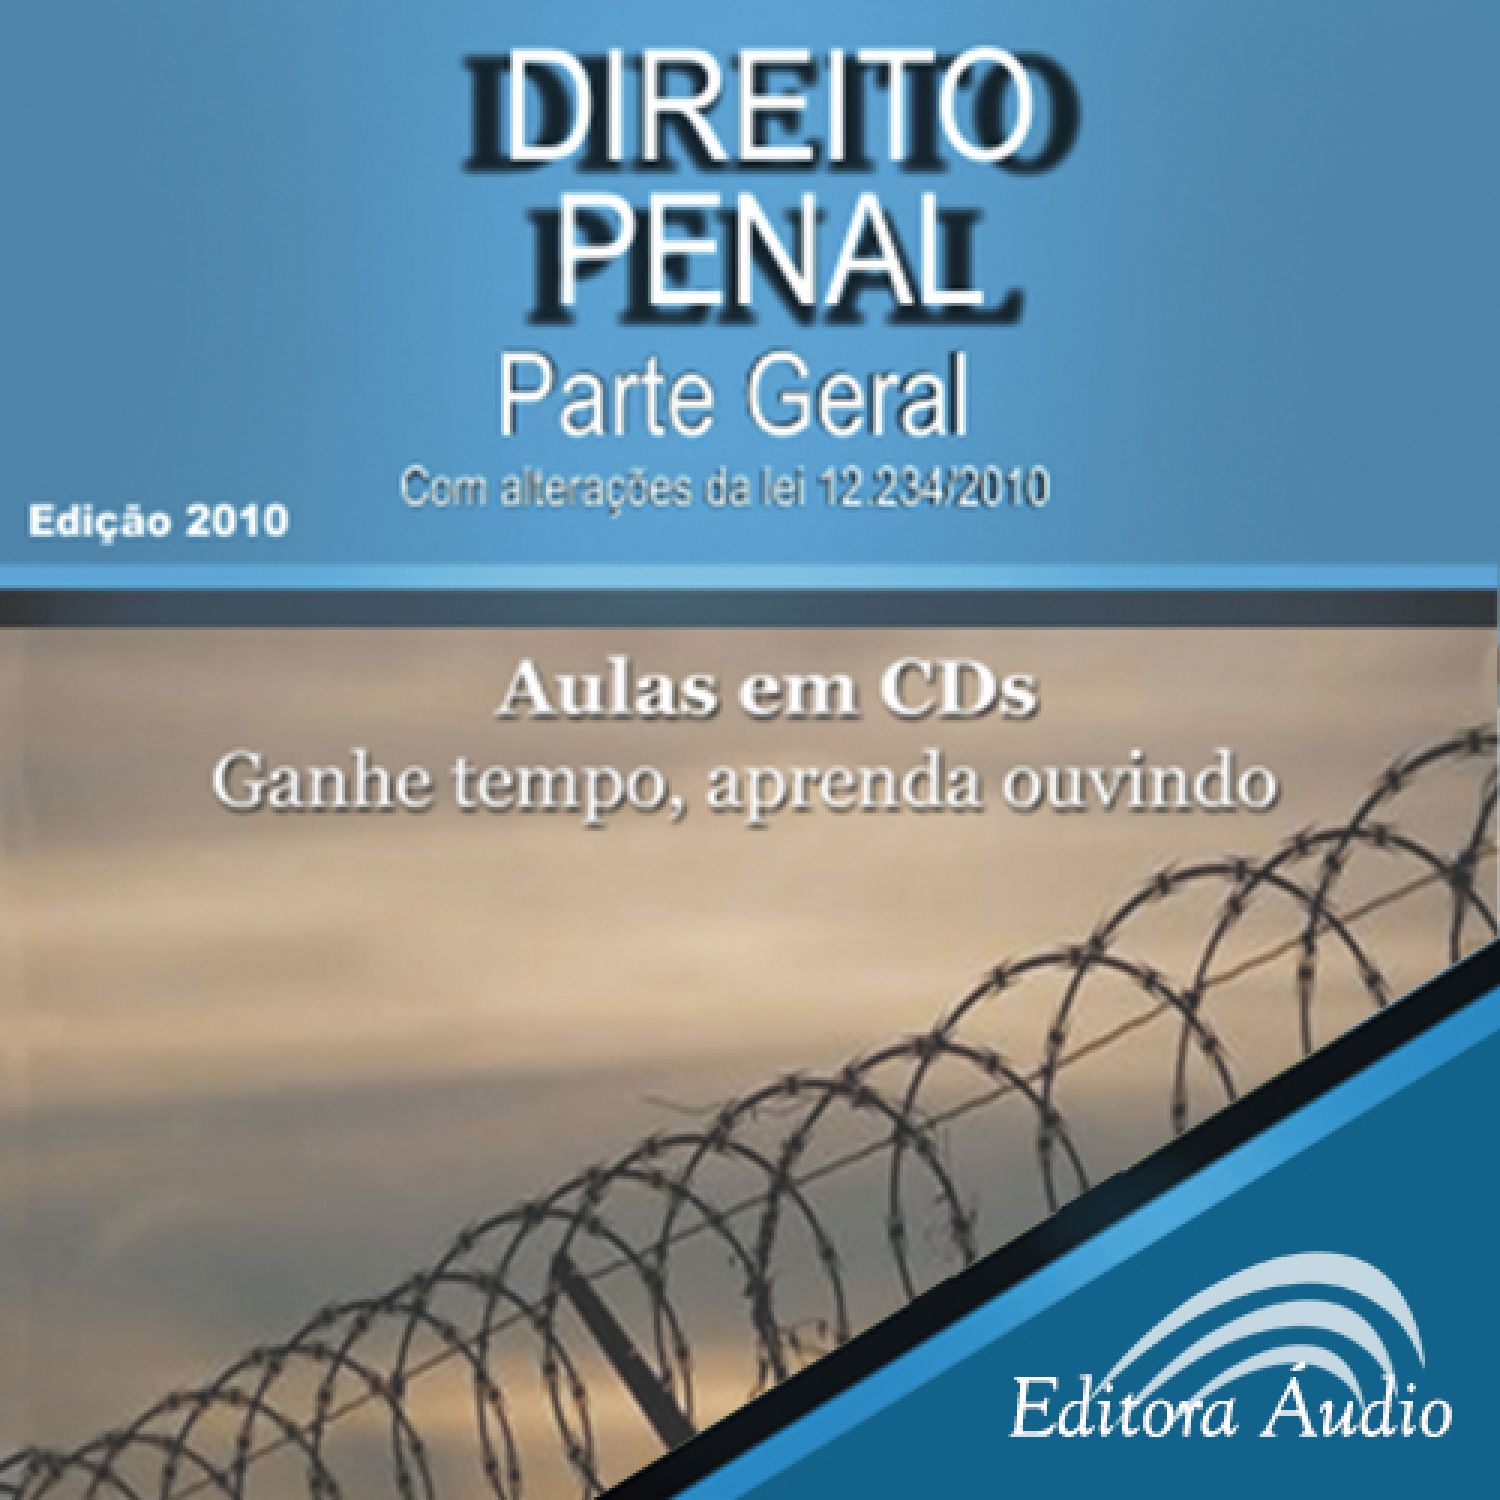 DIREITO
PENAL
Parte Geral
Com alterações da lei 12.234/2010
Edição 2010
Aulas em CDs
Ganhe tempo, aprenda ouvindo
Editora Áudio